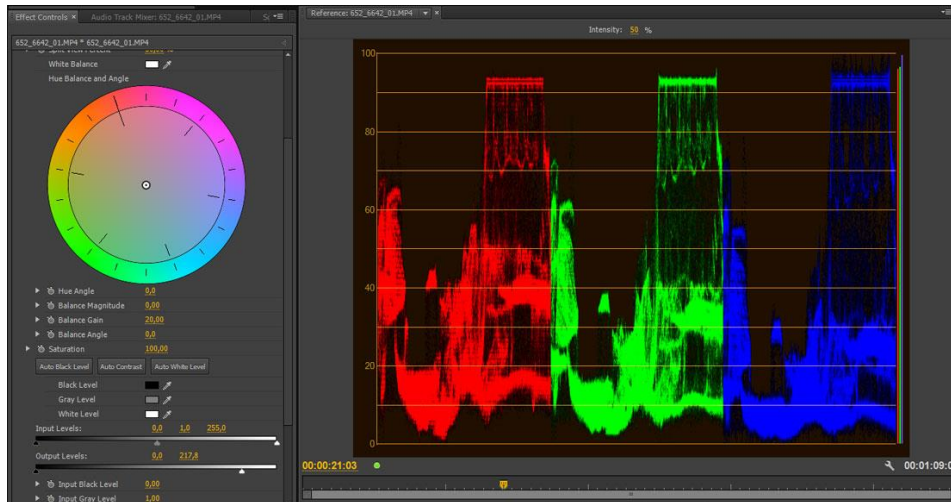 Effect Controls ×
Audio Track Mixer: 652_6642_01.MP4
652_6642_01.MP4 * 652_6642_01.MP4
Spot View Percent
White Balance
Hue Balance and Angle
Hue Angle 0,0
Balance Magnitude 0,00
Balance Gain 20,00
Balance Angle 0,0
Saturation 100,00
Auto Black Level Auto Contrast Auto White Level
Black Level
Gray Level
White Level
Input Levels: 0,0 1,0 255,0
Output Levels: 0,0 217,8
Input Black Level 0,00
Input Gray Level 1,00
Reference: 652_6642_01.MP4 ×
Intensity: 50 %
100
80
60
40
20
0
00:00:21:03
00:01:09:0